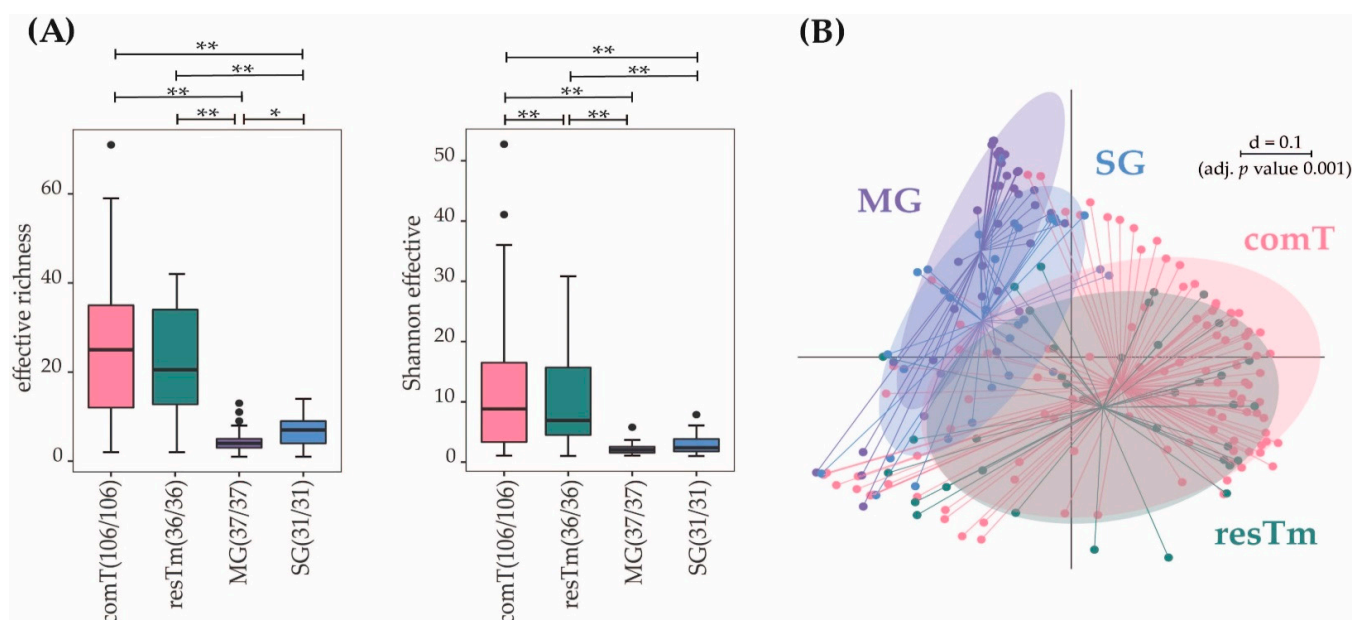 (A)
**
**
**
**
*
effective richness
60
40
20
0
comT(106/106)
resTm(36/36)
MG(37/37)
SG(31/31)
**
**
**
**
**
Shannon effective
50
40
30
20
10
0
comT(106/106)
resTm(36/36)
MG(37/37)
SG(31/31)
(B)
d = 0.1
(adj. p value 0.001)
SG
MG
comT
resTm